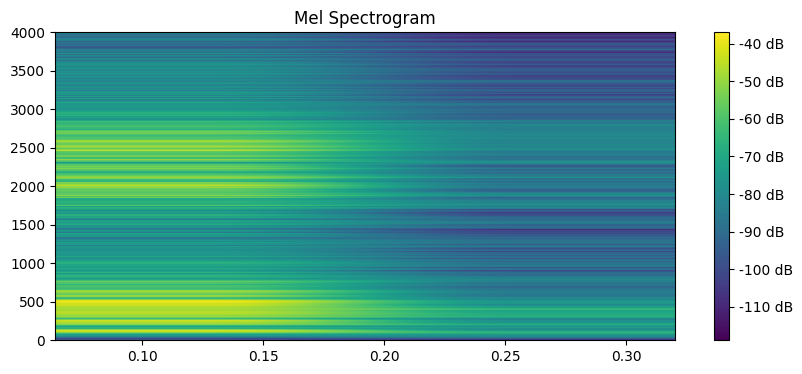 Mel Spectrogram
4000
3500
3000
2500
2000
1500
1000
500
0
0.10
0.15
0.20
0.25
0.30
-40 dB
-50 dB
-60 dB
-70 dB
-80 dB
-90 dB
-100 dB
-110 dB